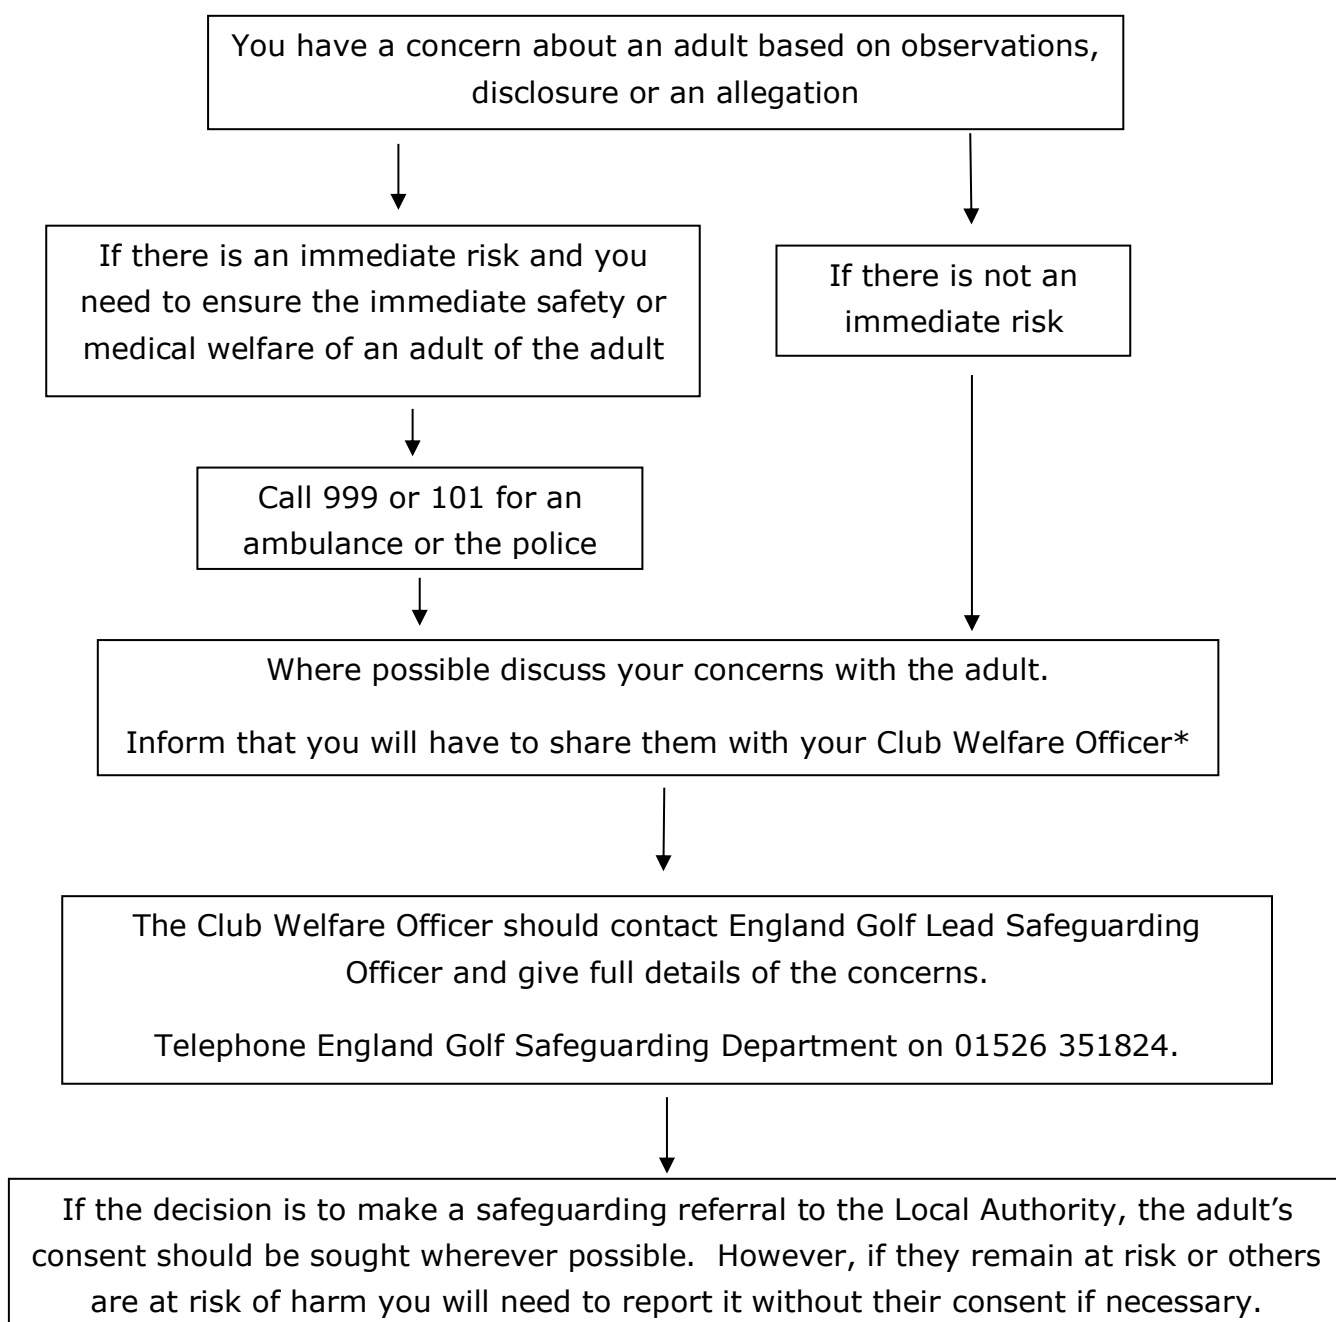 You have a concern about an adult based on observations,
disclosure or an allegation
If there is an immediate risk and you
need to ensure the immediate safety or
medical welfare of an adult of the adult
If there is not an
immediate risk
Call 999 or 101 for an
ambulance or the police
Where possible discuss your concerns with the adult.
Inform that you will have to share them with your Club Welfare Officer*
The Club Welfare Officer should contact England Golf Lead Safeguarding
Officer and give full details of the concerns.
Telephone England Golf Safeguarding Department on 01526 351824.
If the decision is to make a safeguarding referral to the Local Authority, the adult’s
consent should be sought wherever possible.  However, if they remain at risk or others
are at risk of harm you will need to report it without their consent if necessary.